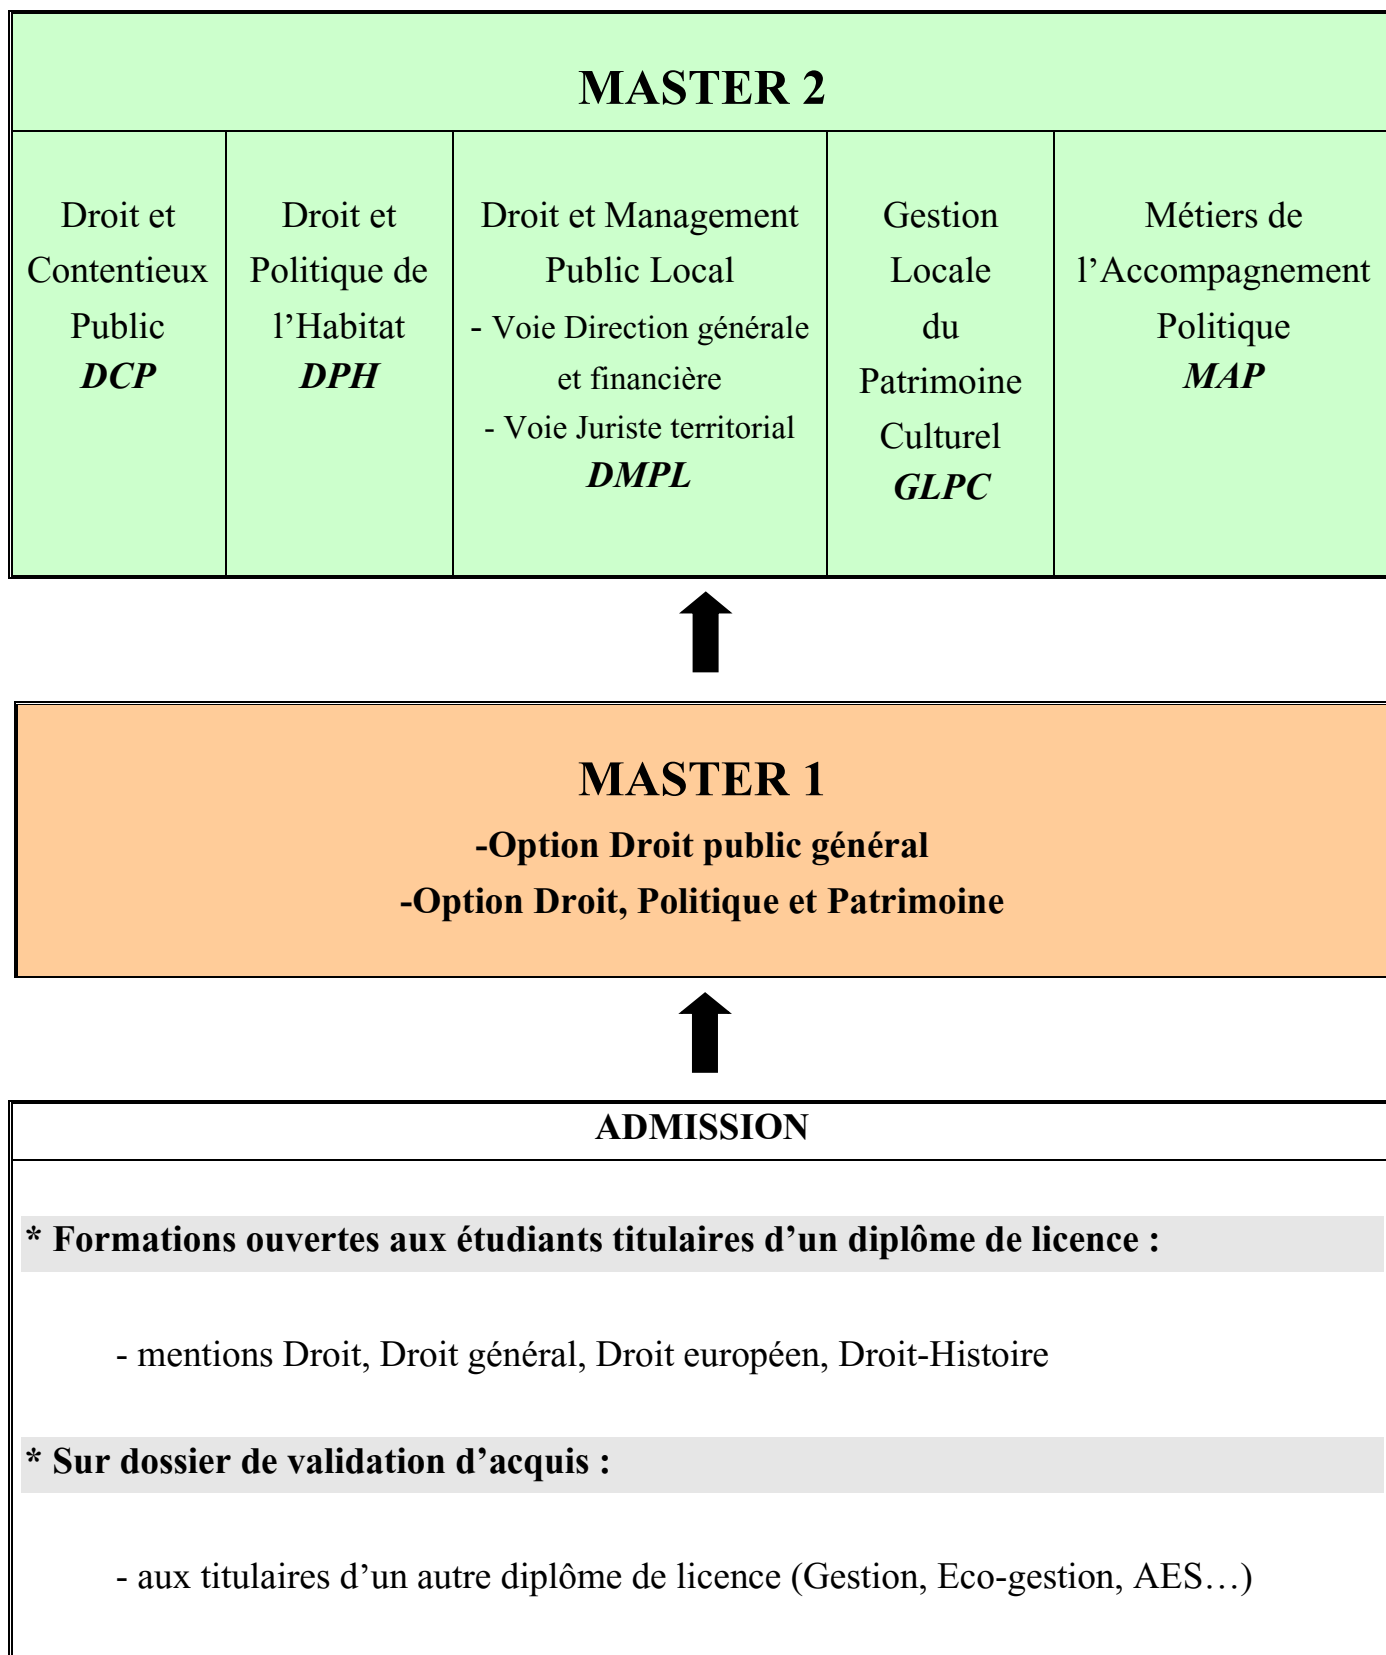 MASTER 2
Droit et
Contentieux
Public
DCP
Droit et
Politique de
l’Habitat
DPH
Droit et Management
Public Local
- Voie Direction générale
et financière
- Voie Juriste territorial
DMPL
Gestion
Locale
du
Patrimoine
Culturel
GLPC
Métiers de
l’Accompagnement
Politique
MAP
MASTER 1
-Option Droit public général
-Option Droit, Politique et Patrimoine
ADMISSION
* Formations ouvertes aux étudiants titulaires d’un diplôme de licence :
- mentions Droit, Droit général, Droit européen, Droit-Histoire
* Sur dossier de validation d’acquis :
- aux titulaires d’un autre diplôme de licence (Gestion, Eco-gestion, AES…)